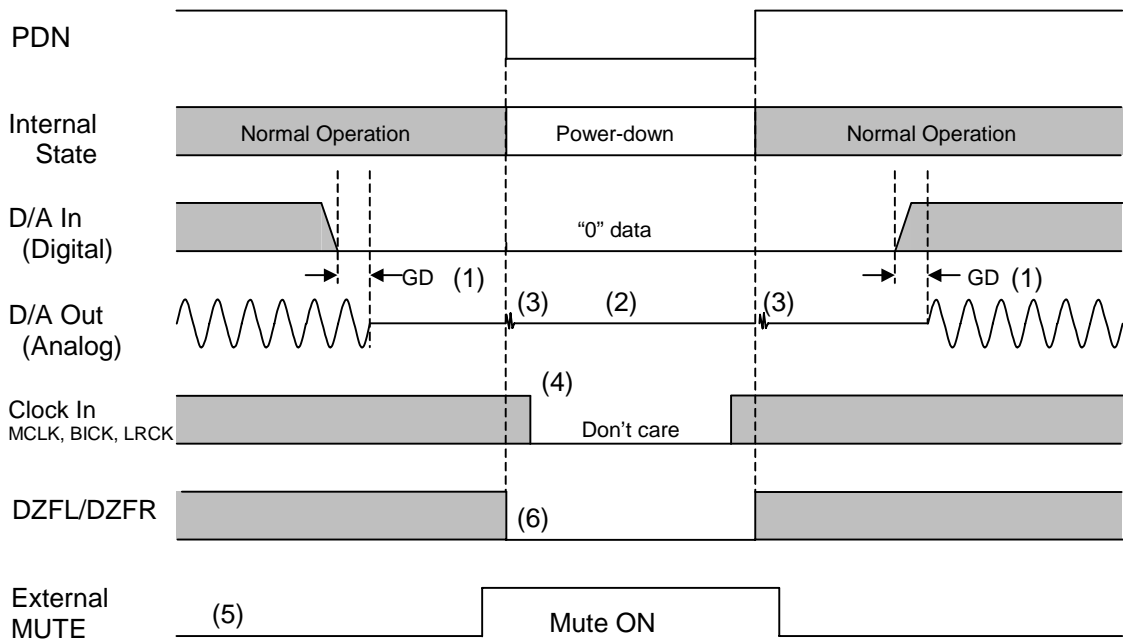 PDN
Internal
State
Normal Operation
Power-down
Normal Operation
D/A In
(Digital)
“0” data
GD (1)
GD (1)
D/A Out
(Analog)
(3)
(2)
(3)
Clock In
MCLK, BICK, LRCK
(4)
Don’t care
DZFL/DZFR
(6)
External
MUTE
(5)
Mute ON